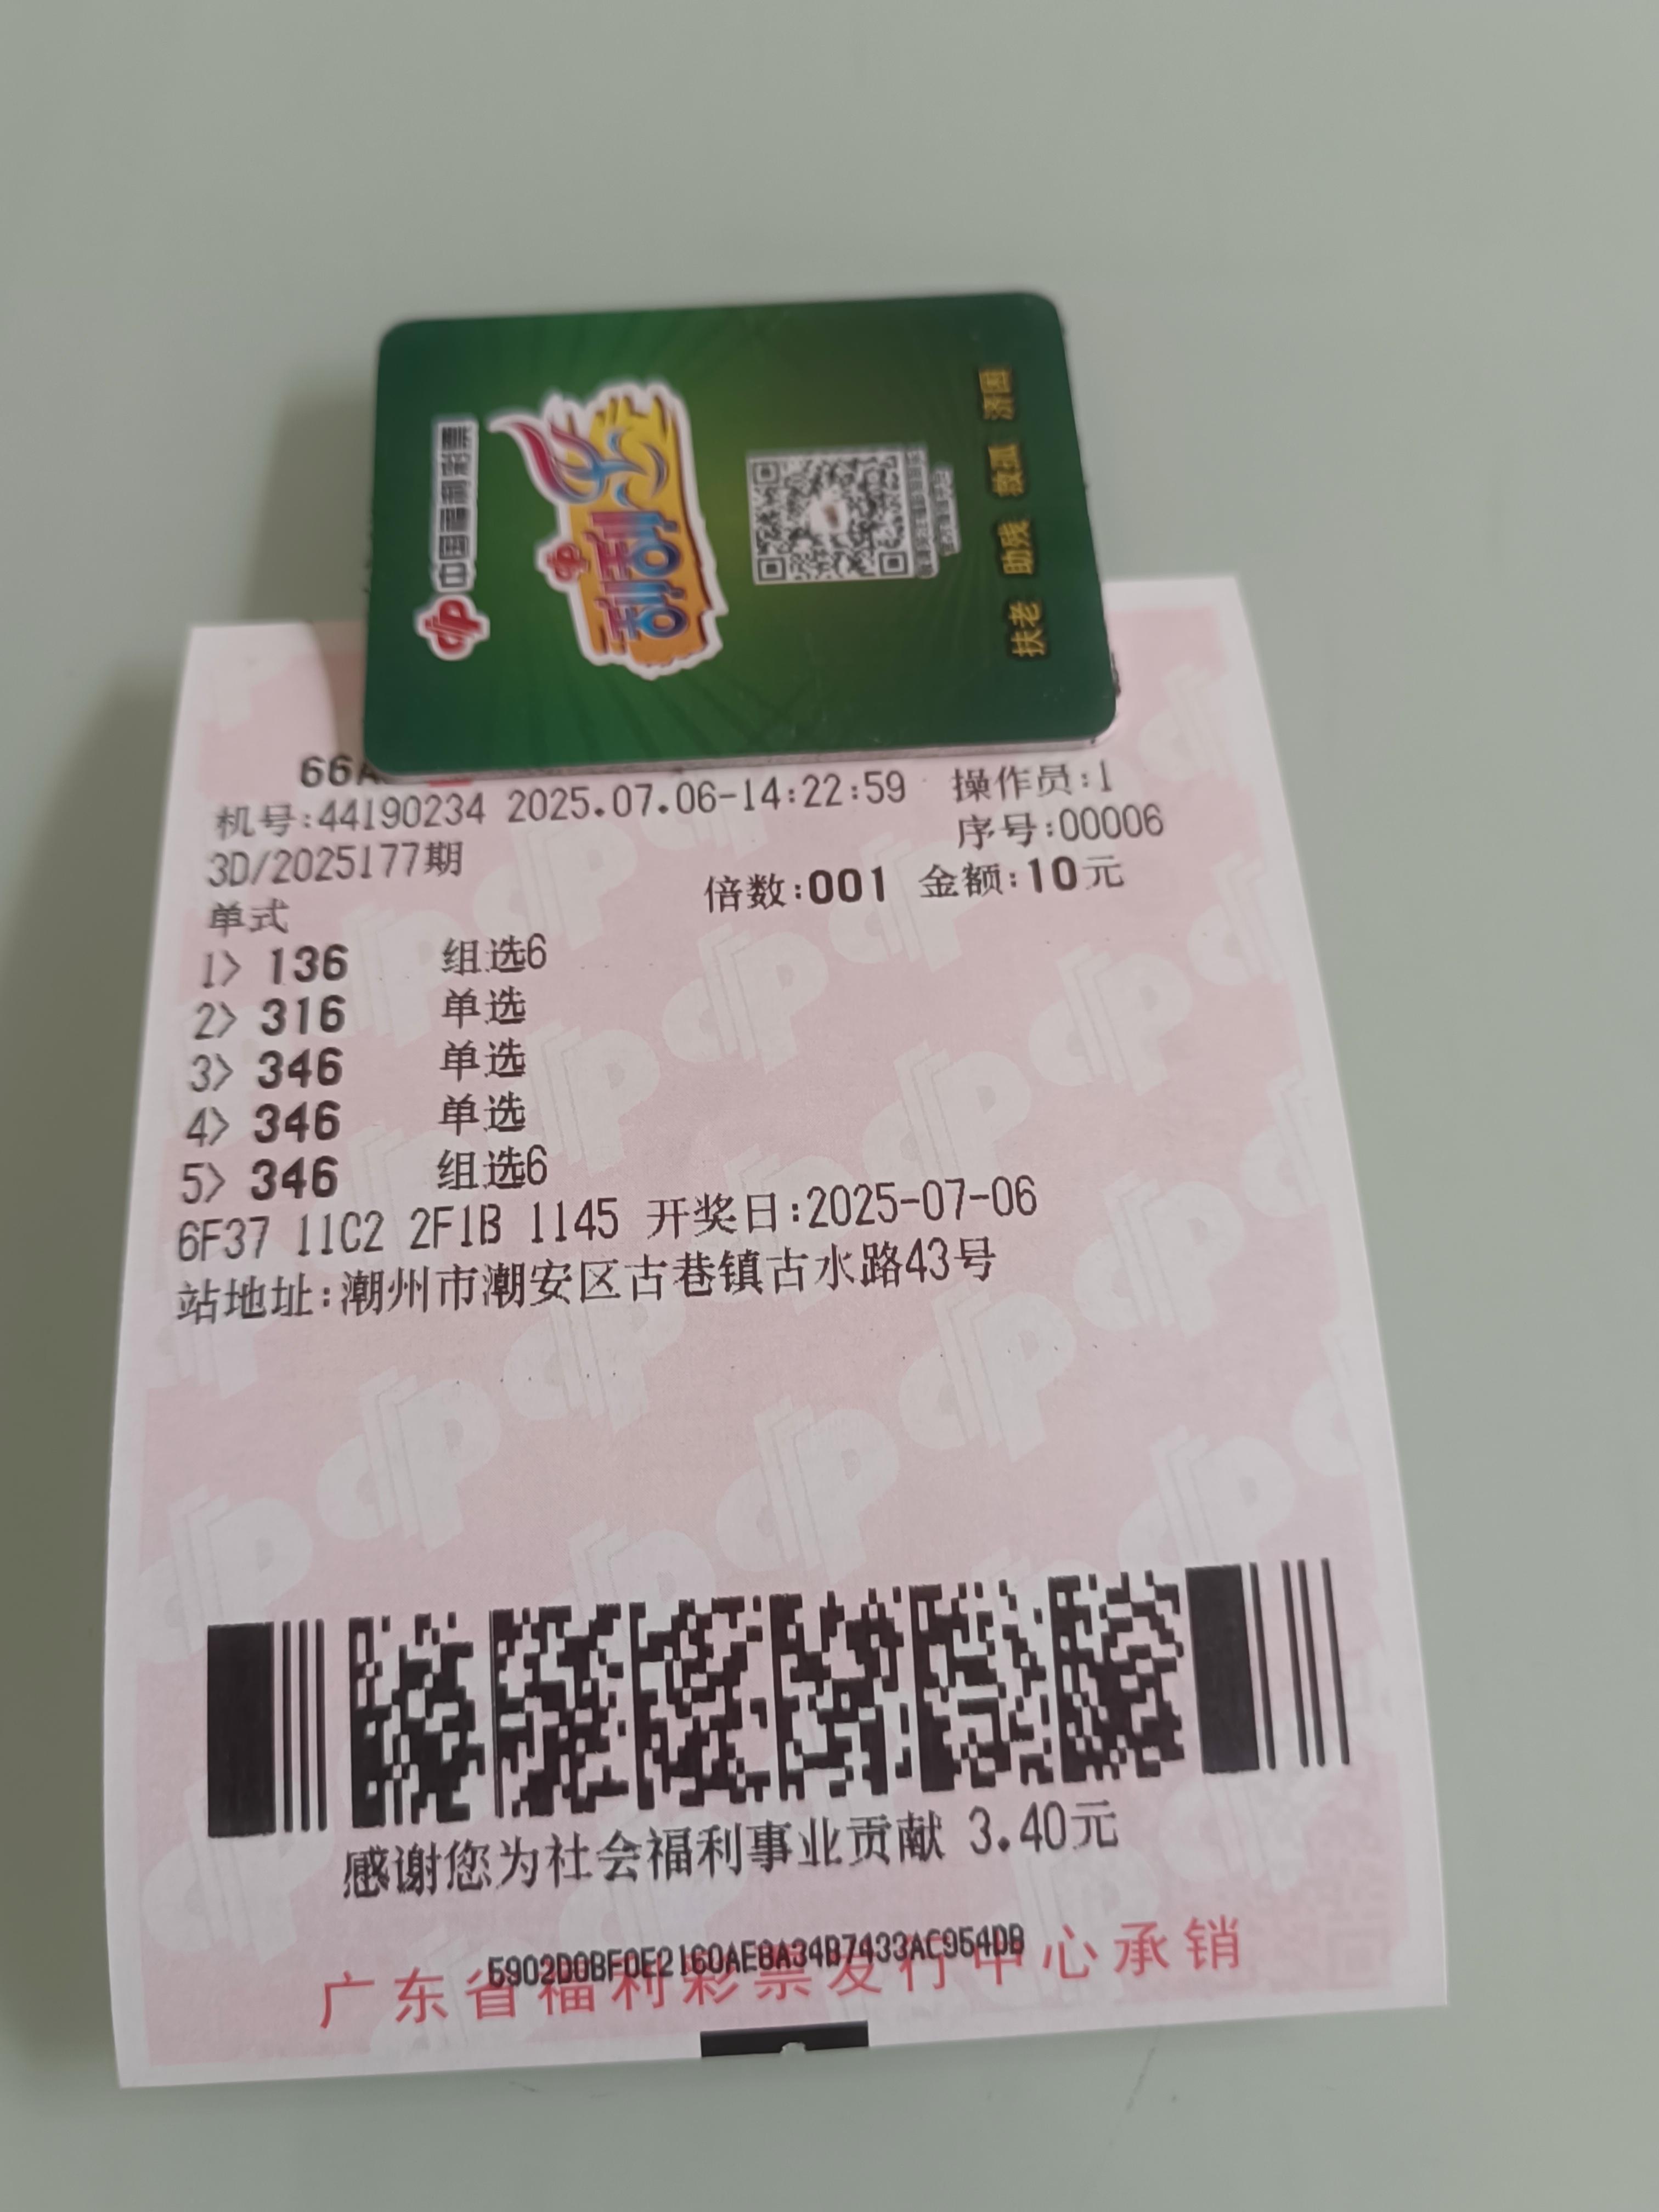 中国福利彩票
刮刮乐
扶老 助残 救孤 济困
66A
机号:44190234 2025.07.06-14:22:59 操作员:1
3D/2025177期 序号:00006
单式 倍数:001 金额:10元
1> 136 组选6
2> 316 单选
3> 346 单选
4> 346 单选
5> 346 组选6
6F37 11C2 2F1B 1145 开奖日:2025-07-06
站地址:潮州市潮安区古巷镇古水路43号
感谢您为社会福利事业贡献 3.40元
5902D0BF0E2160AE8A34B7433AC954DB
广东省福利彩票发行中心承销